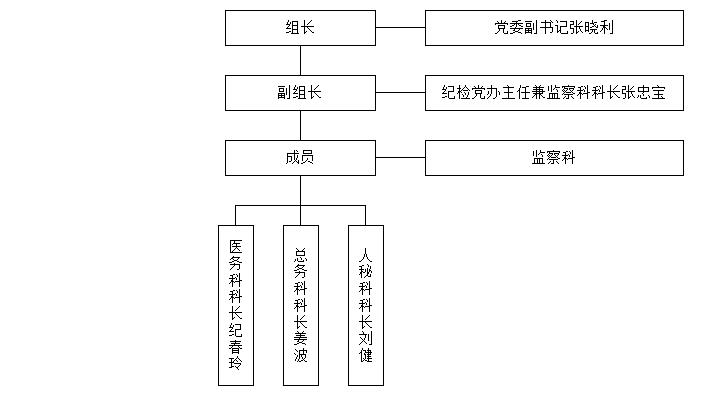 组长
党委副书记张晓利
副组长
纪检党办主任兼监察科科长张忠宝
成员
监察科
医务科科长纪春玲
总务科科长姜波
人秘科科长刘健